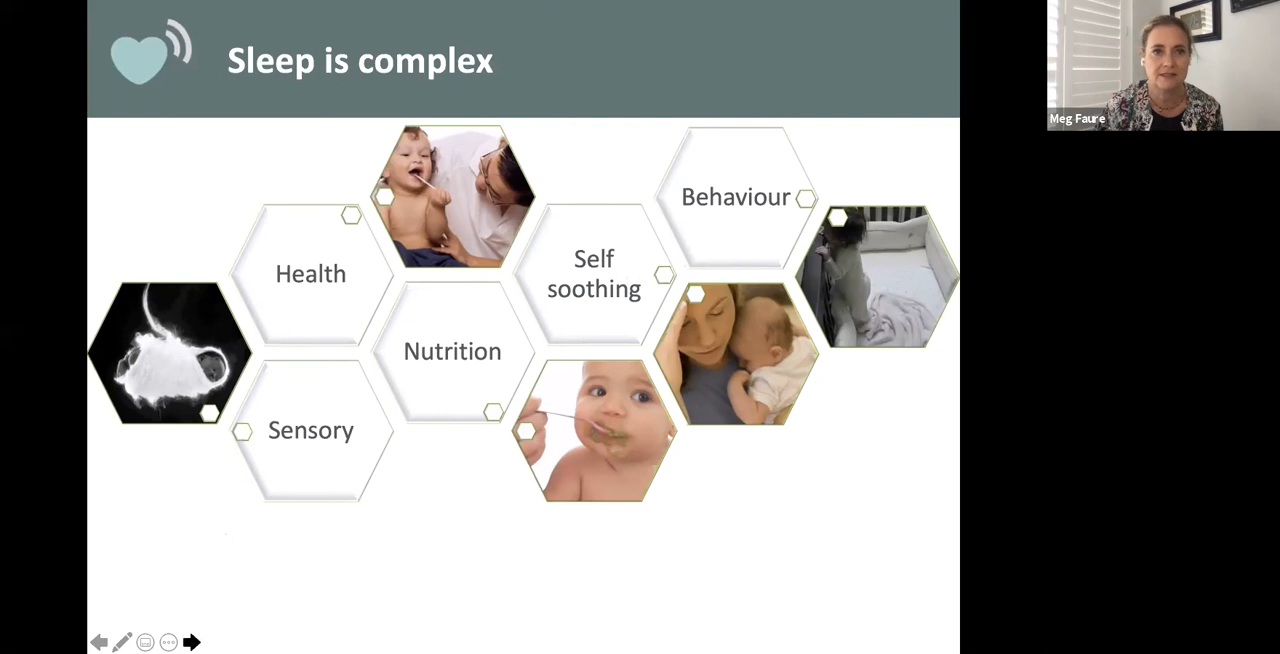 Sleep is complex
Meg Faure
Behaviour
Health
Self
soothing
Nutrition
Sensory